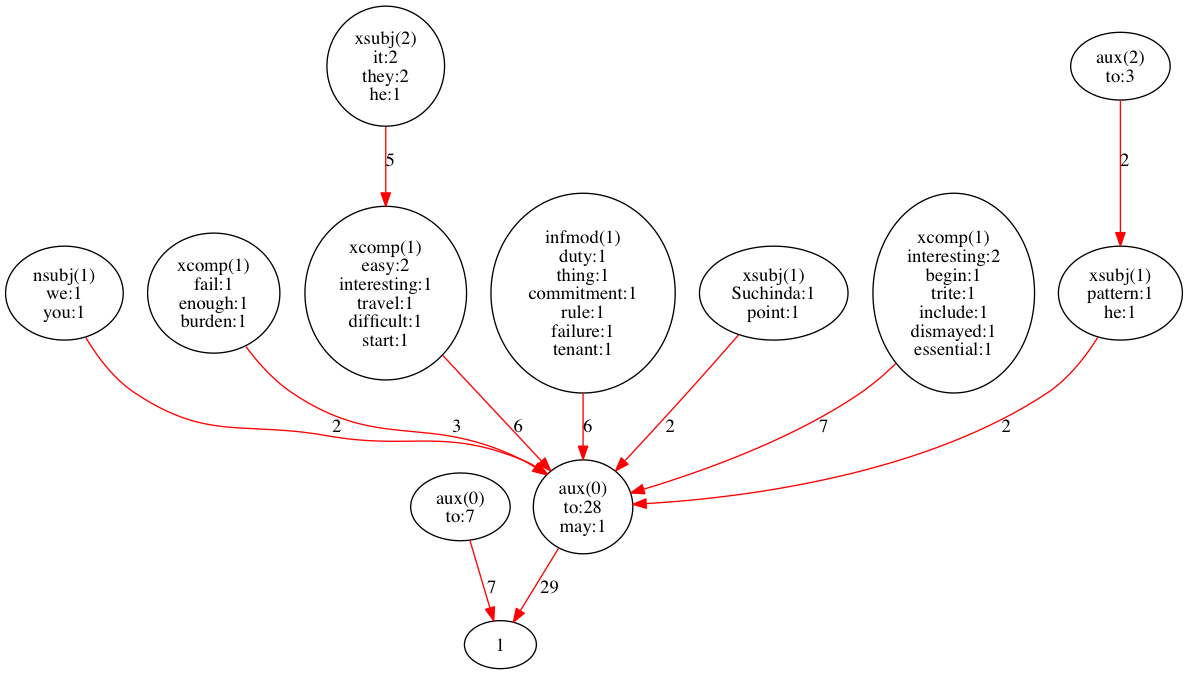 xsubj(2)
it:2
they:2
he:1
aux(2)
to:3
5
2
nsubj(1)
we:1
you:1
xcomp(1)
fail:1
enough:1
burden:1
xcomp(1)
easy:2
interesting:1
travel:1
difficult:1
start:1
infmod(1)
duty:1
thing:1
commitment:1
rule:1
failure:1
tenant:1
xsubj(1)
Suchinda:1
point:1
xcomp(1)
interesting:2
begin:1
trite:1
include:1
dismayed:1
essential:1
xsubj(1)
pattern:1
he:1
2
3
6
6
2
7
2
aux(0)
to:7
aux(0)
to:28
may:1
7
29
1